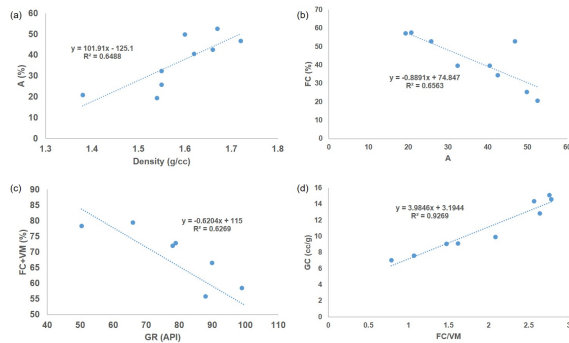 (a)
60
50
40
30
20
10
0
A (%)
y = 101.91x - 125.1
R² = 0.6488
1.3 1.4 1.5 1.6 1.7 1.8
Density (g/cc)
(b)
70
60
50
40
30
20
10
0
FC (%)
y = -0.8891x + 74.847
R² = 0.6563
0 10 20 30 40 50 60
A
(c)
95
90
85
80
75
70
65
60
55
50
FC+VM (%)
y = -0.6204x + 115
R² = 0.6269
40 50 60 70 80 90 100 110
GR (API)
(d)
16
14
12
10
8
6
4
2
0
GC (cc/g)
y = 3.9846x + 3.1944
R² = 0.9269
0 0.5 1 1.5 2 2.5 3
FC/VM